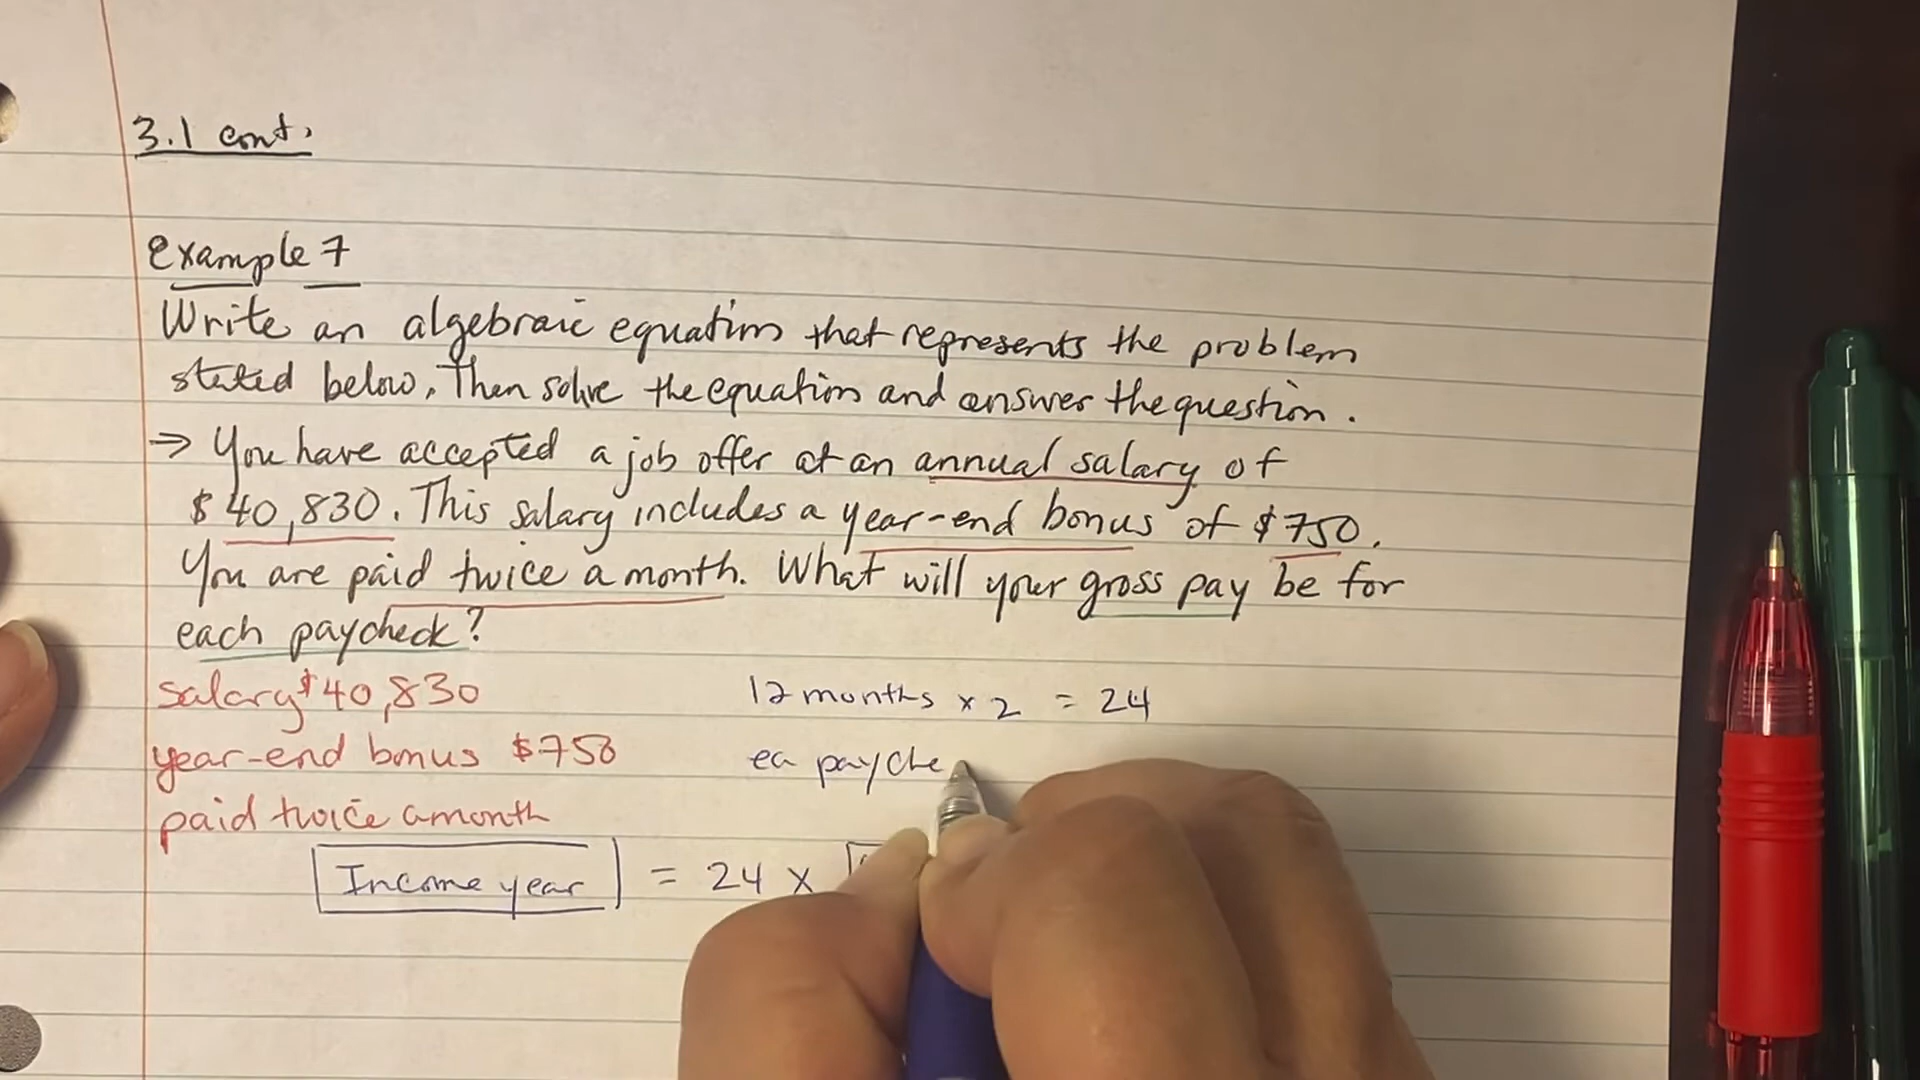 3.1 cont.
Example 7
Write an algebraic equation that represents the problem
stated below. Then solve the equation and answer the question.
⇒ You have accepted a job offer at an annual salary of
$40,830. This salary includes a year-end bonus of $750.
You are paid twice a month. What will your gross pay be for
each paycheck?
salary $40,830
12 months × 2 = 24
year-end bonus $750
ea payche
paid twice a month
Income year = 24 ×